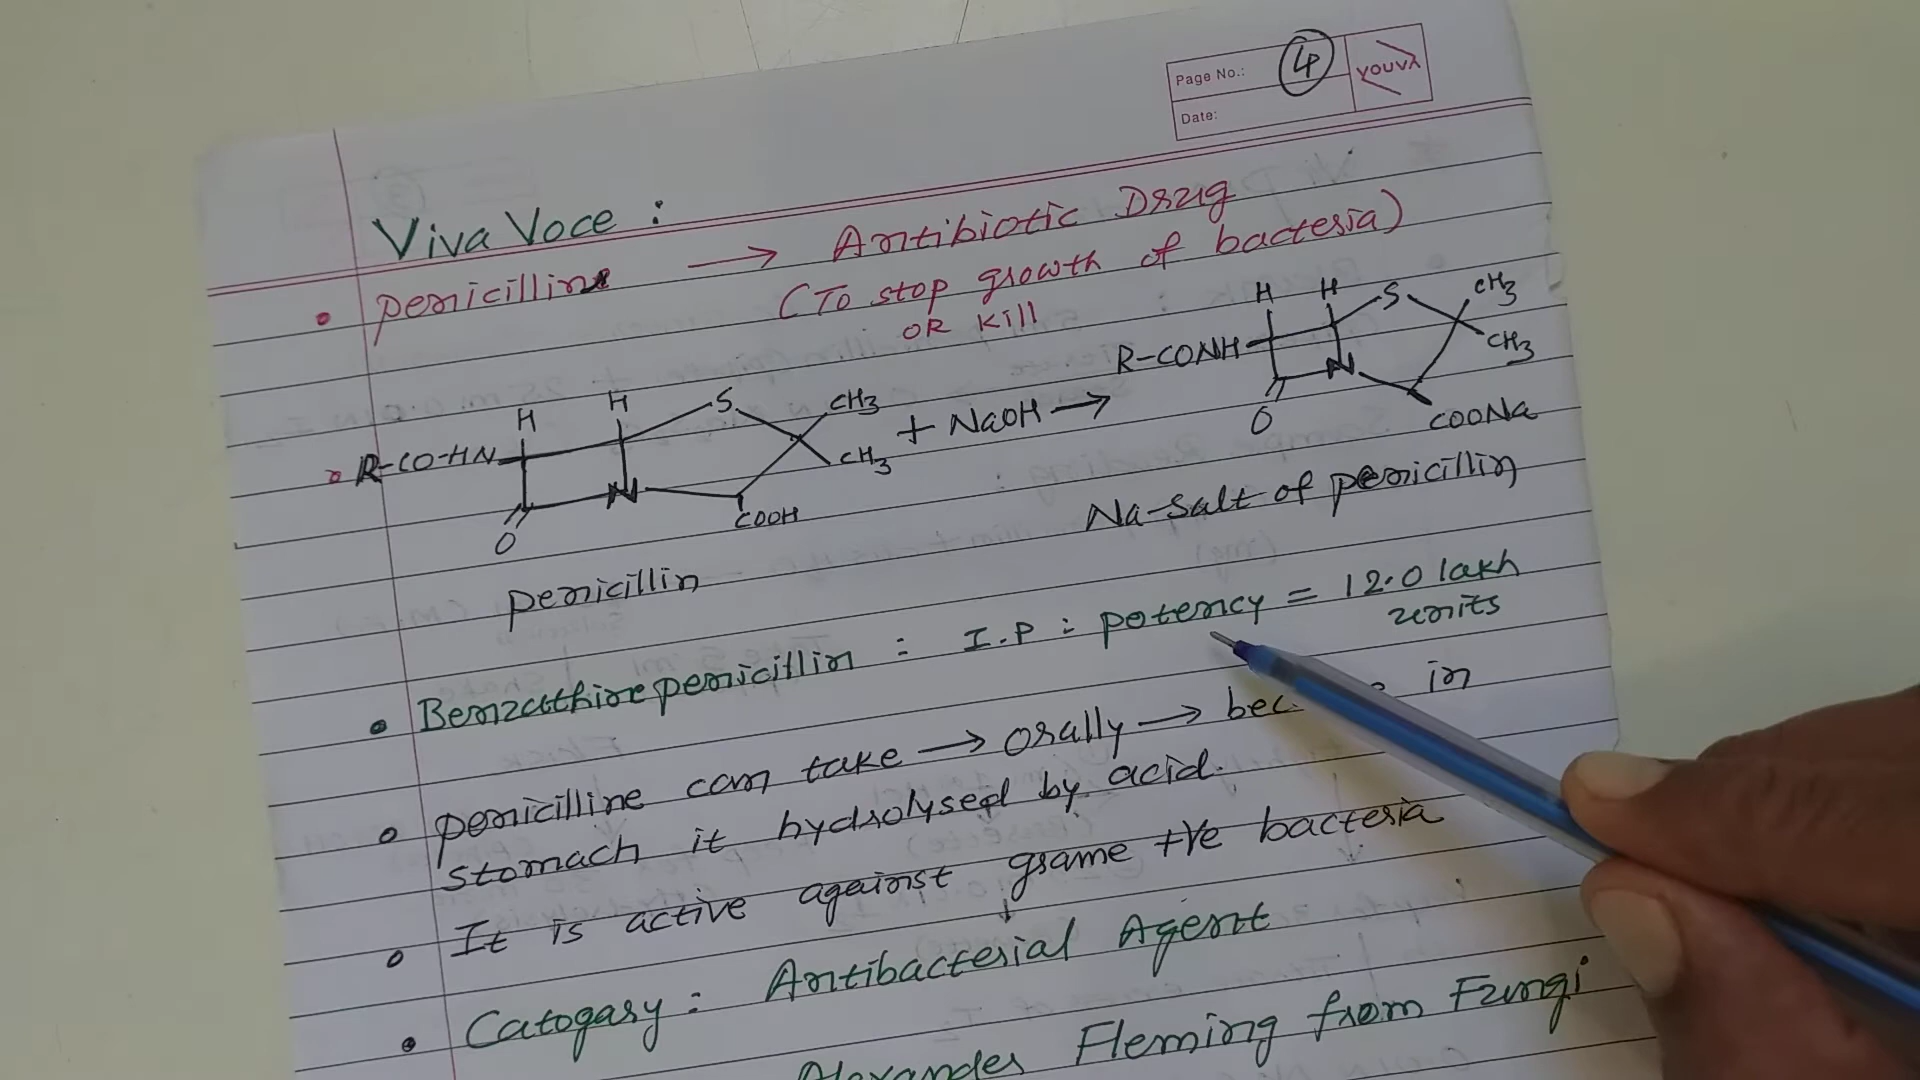 Page No.: 4
youva
Date:
Viva Voce :
• penicillin → Antibiotic Drug
(To stop growth of bacteria)
OR kill
R-CO-HN H H S CH3 CH3 N O COOH + NaOH → R-CONH H H S CH3 CH3 N O COONa
penicillin
Na-salt of penicillin
• Benzathine penicillin : I.P : potency = 12.0 lakh
units
• penicilline can take → orally → in
stomach it hydrolysed by acid.
• It is active against grame +ve bacteria
• Catogary : Antibacterial Agent
Alexander Fleming from Fungi